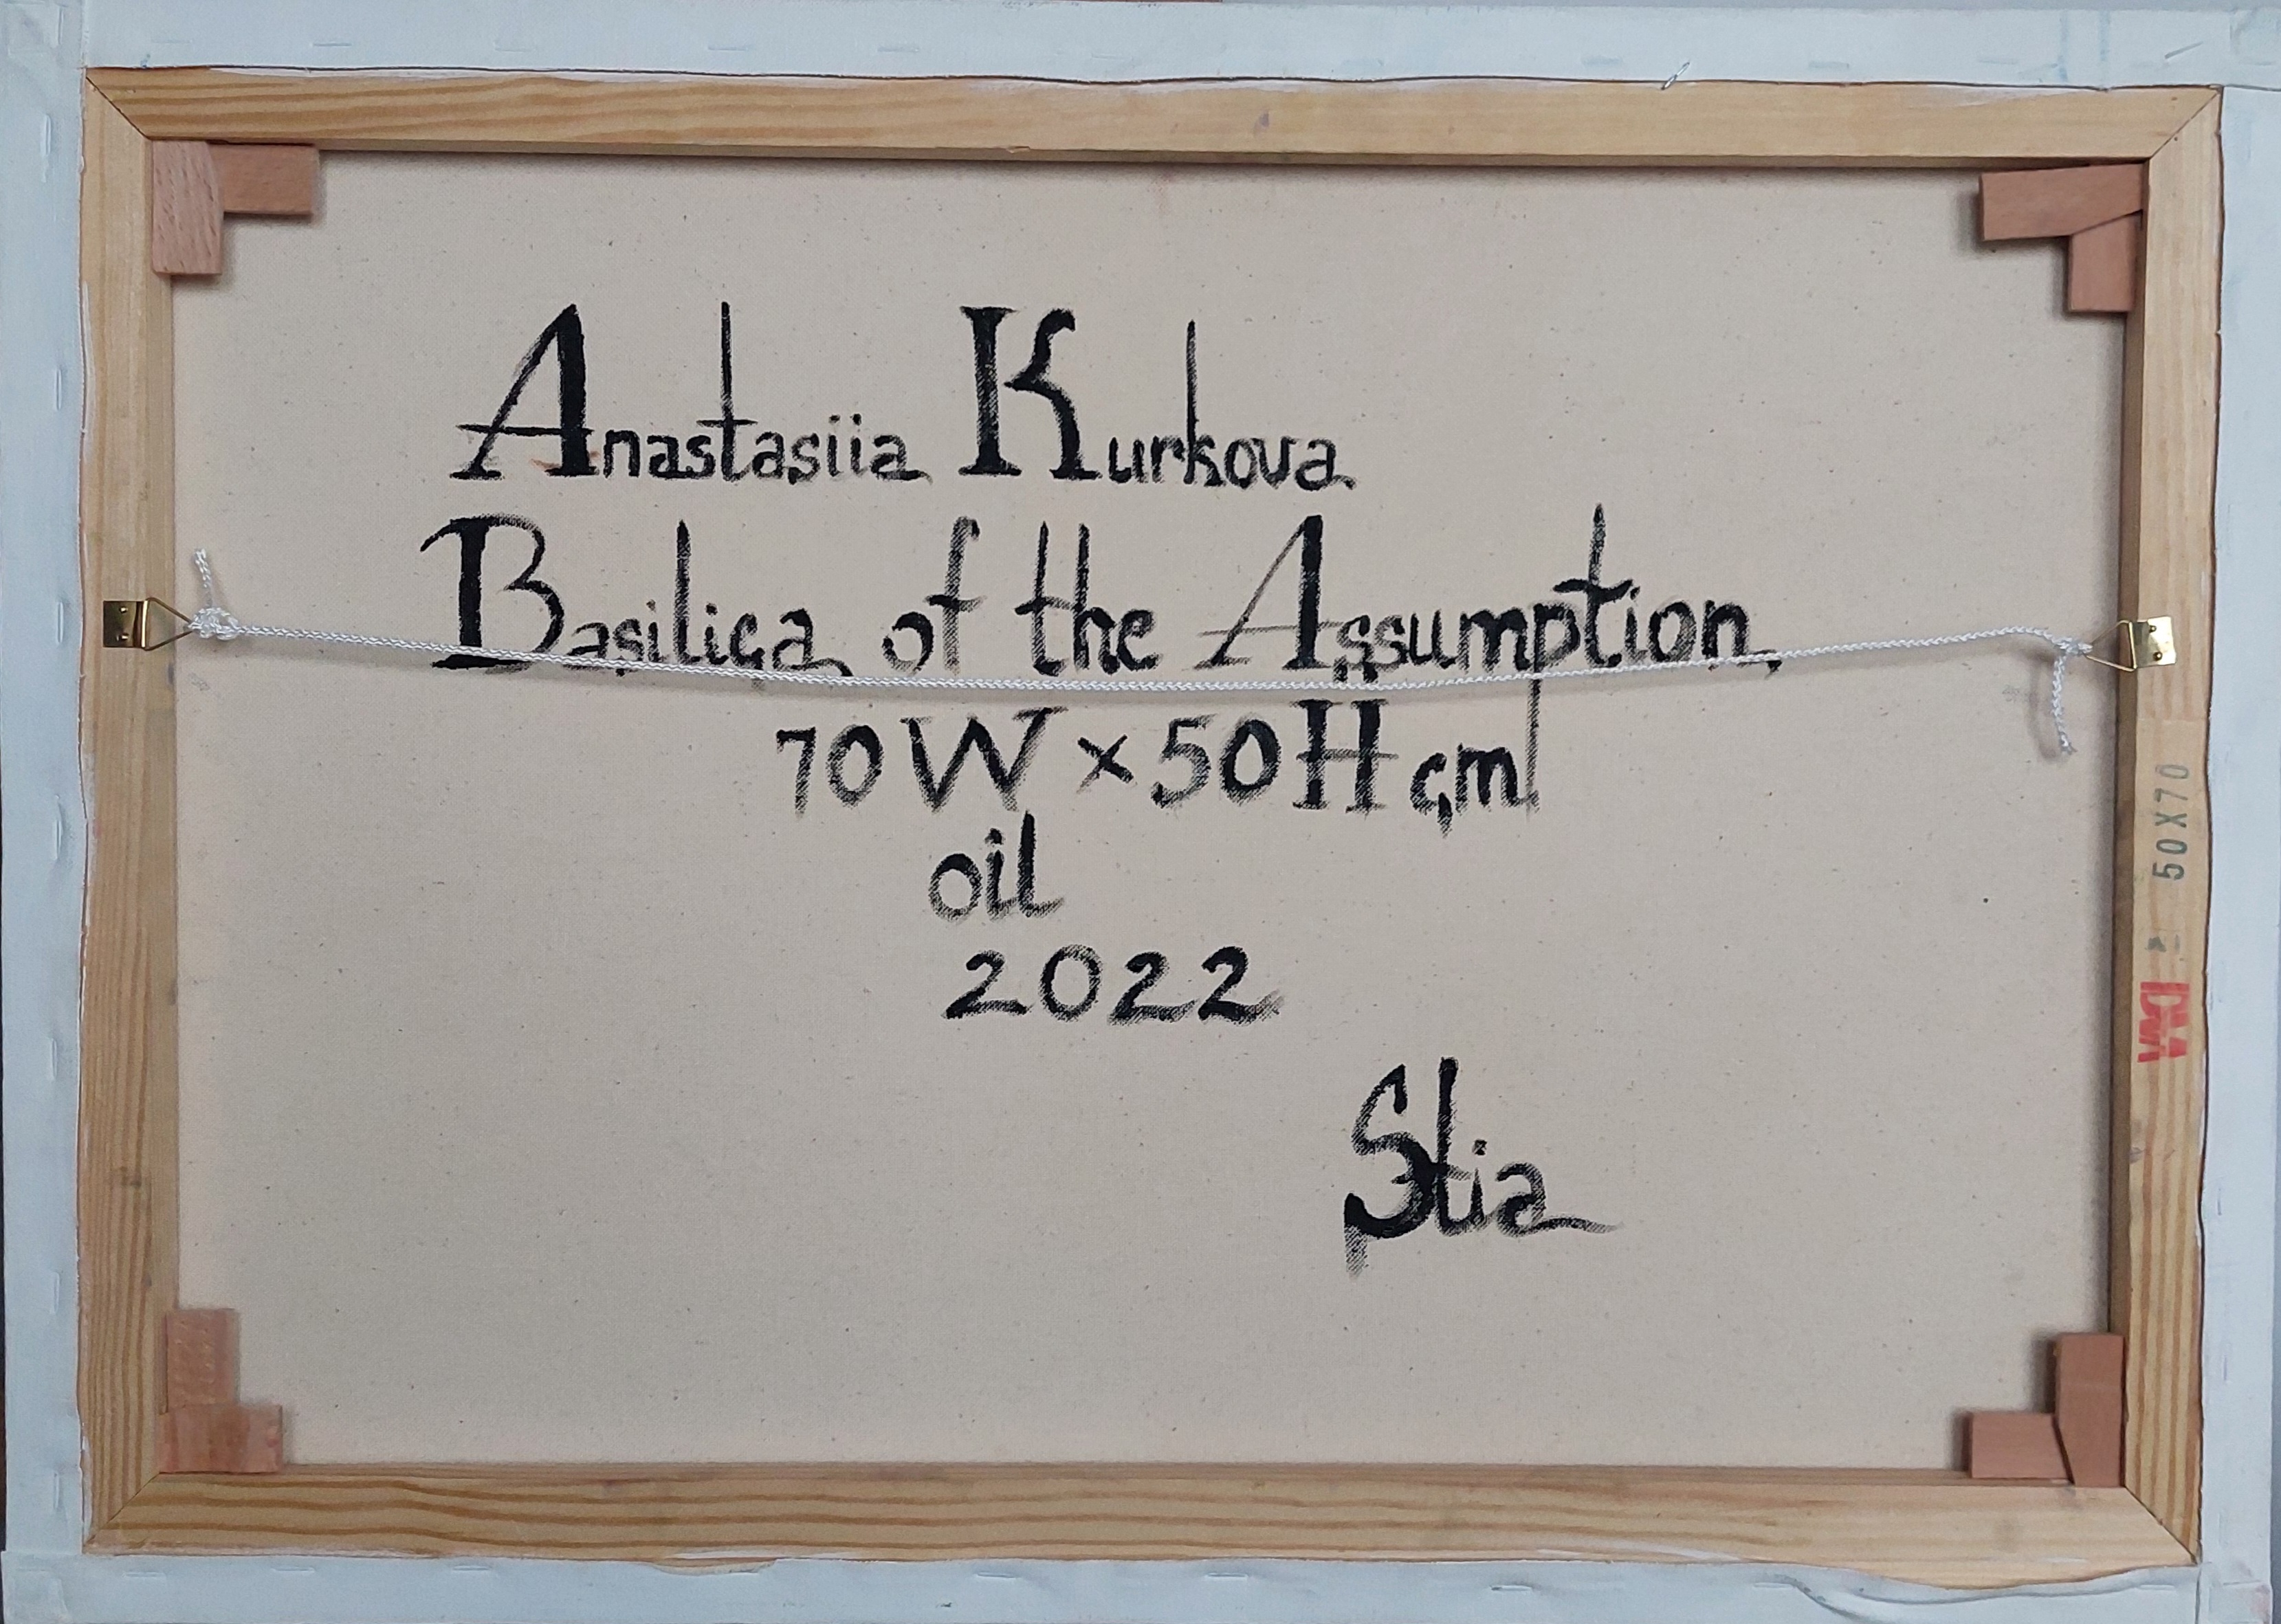 Anastasiia Kurkova
Basilica of the Assumption
70W×50H cm
oil
2022
Stia
50X70